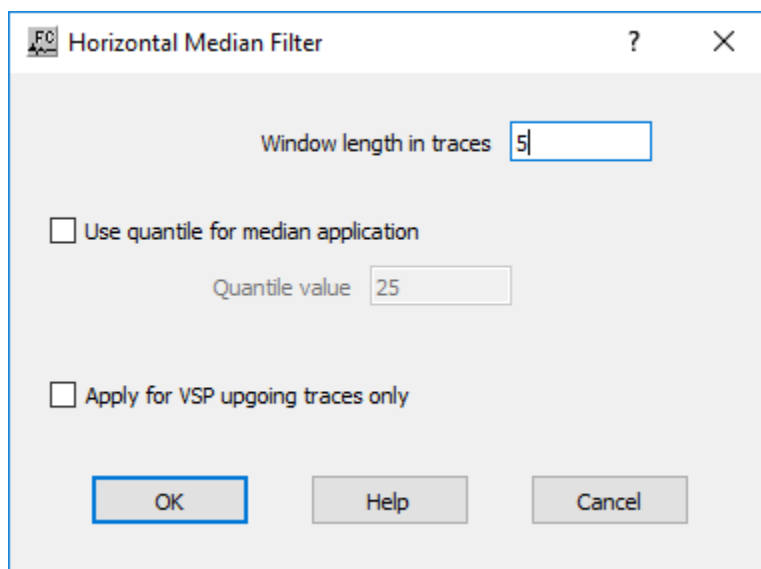 FC Horizontal Median Filter ? X
Window length in traces 5
Use quantile for median application
Quantile value 25
Apply for VSP upgoing traces only
OK Help Cancel